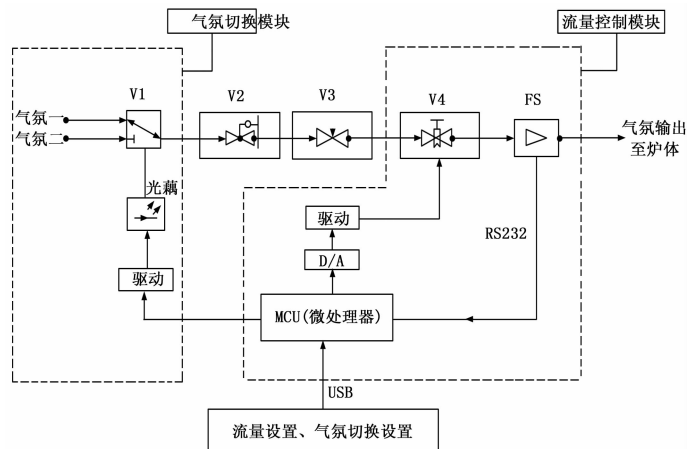 气氛切换模块
流量控制模块
V1
V2
V3
V4
FS
气氛一
气氛二
气氛输出
至炉体
光藕
驱动
RS232
驱动
D/A
MCU(微处理器)
USB
流量设置、气氛切换设置